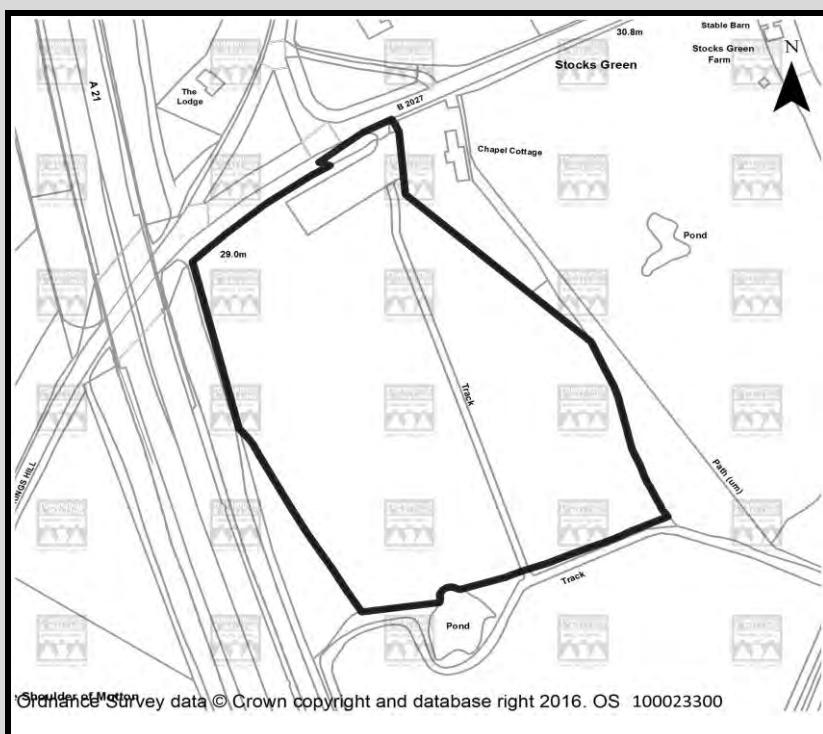 Stable Barn
30.8m
Stocks Green
Farm
Stocks Green
N
A 21
The
Lodge
B 2027
Chapel Cottage
Pond
29.0m
Track
Path (um)
HILL
Track
Pond
Shoulder of Mutton
Ordnance Survey data © Crown copyright and database right 2016. OS 100023300